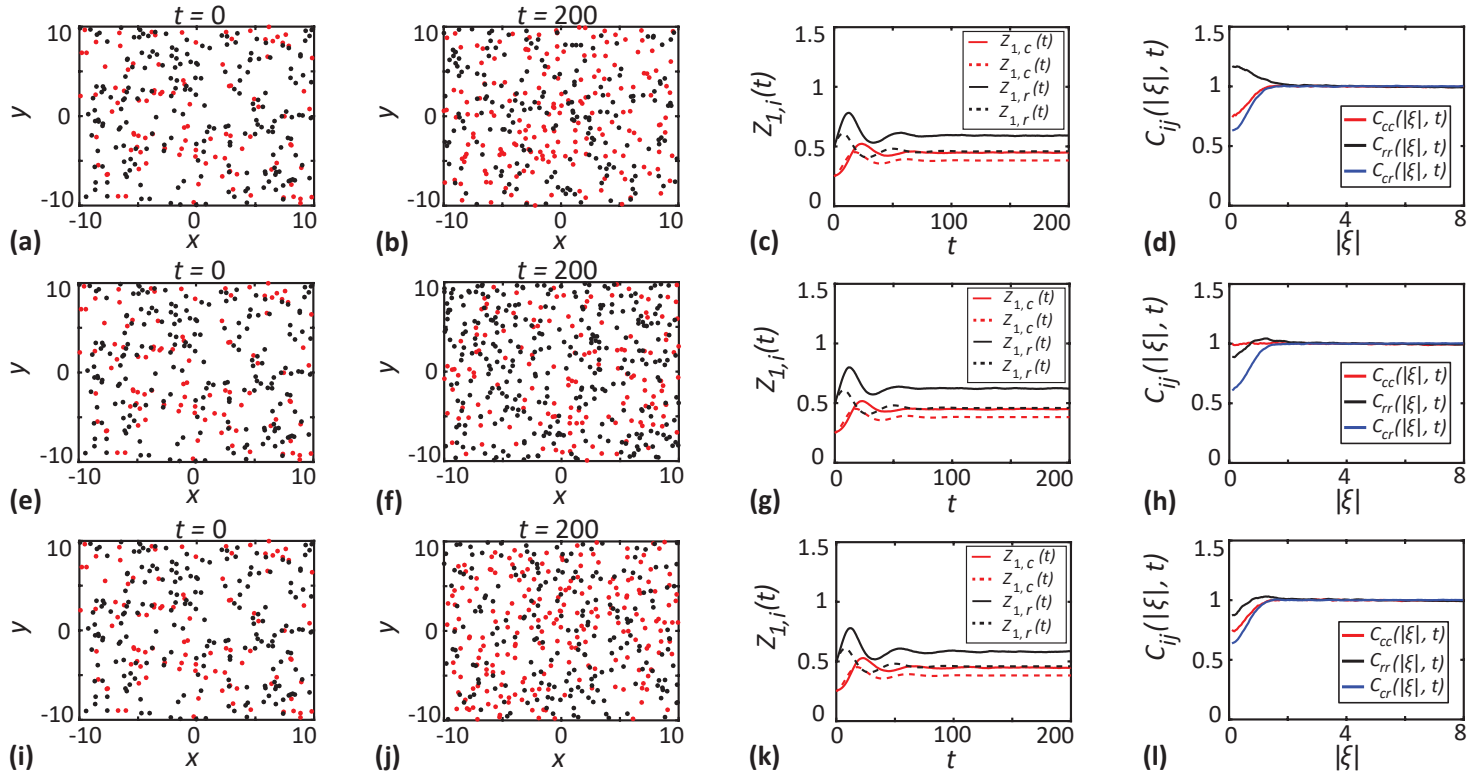 t = 0
10
0
-10
y
-10
0
10
x
(a)
t = 200
10
0
-10
y
-10
0
10
x
(b)
1.5
1
0.5
0
Z1,i(t)
Z1,c(t)
Z1,c(t)
Z1,r(t)
Z1,r(t)
0
100
200
t
(c)
1.5
1
0
Cij(|ξ|, t)
Ccc(|ξ|, t)
Crr(|ξ|, t)
Ccr(|ξ|, t)
0
4
8
|ξ|
(d)
t = 0
10
0
-10
y
-10
0
10
x
(e)
t = 200
10
0
-10
y
-10
0
10
x
(f)
1.5
1
0.5
0
Z1,i(t)
Z1,c(t)
Z1,c(t)
Z1,r(t)
Z1,r(t)
0
100
200
t
(g)
1.5
1
0
Cij(|ξ|, t)
Ccc(|ξ|, t)
Crr(|ξ|, t)
Ccr(|ξ|, t)
0
4
8
|ξ|
(h)
t = 0
10
0
-10
y
-10
0
10
x
(i)
t = 200
10
0
-10
y
-10
0
10
x
(j)
1.5
1
0.5
0
Z1,i(t)
Z1,c(t)
Z1,c(t)
Z1,r(t)
Z1,r(t)
0
100
200
t
(k)
1.5
1
0
Cij(|ξ|, t)
Ccc(|ξ|, t)
Crr(|ξ|, t)
Ccr(|ξ|, t)
0
4
8
|ξ|
(l)